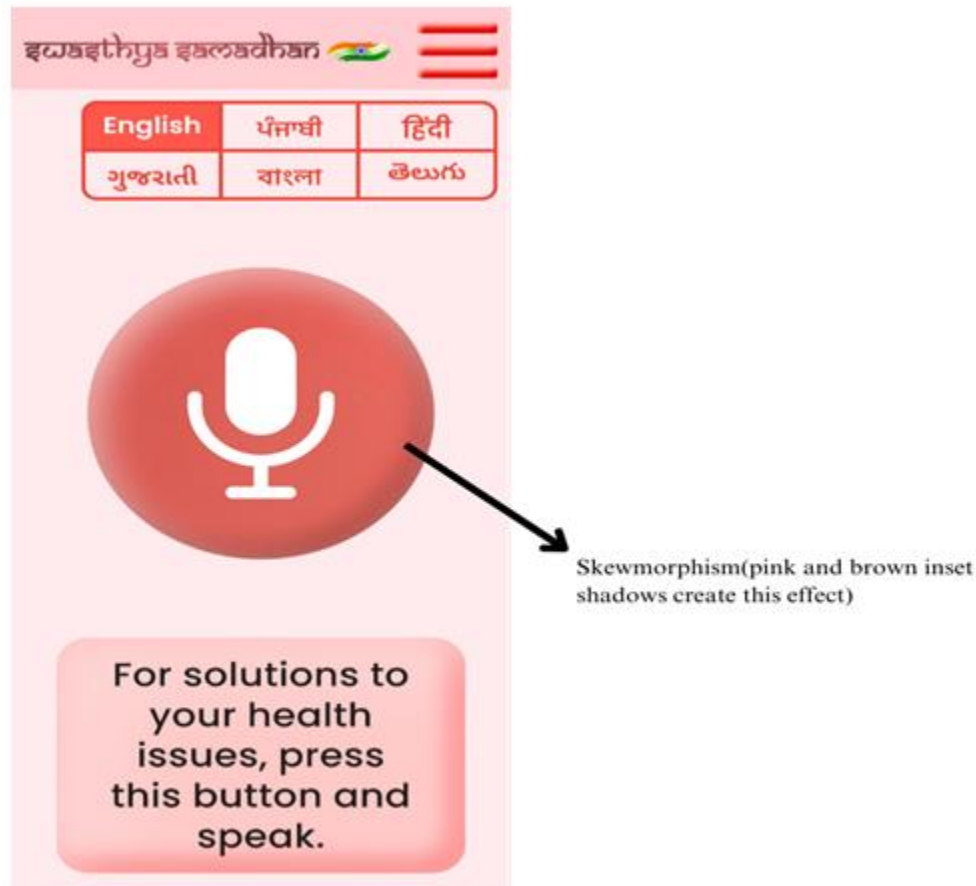 swasthya samadhan
English ਪੰਜਾਬੀ हिंदी
ગુજરાતી বাংলা తెలుగు
Skewmorphism(pink and brown inset
shadows create this effect)
For solutions to
your health
issues, press
this button and
speak.